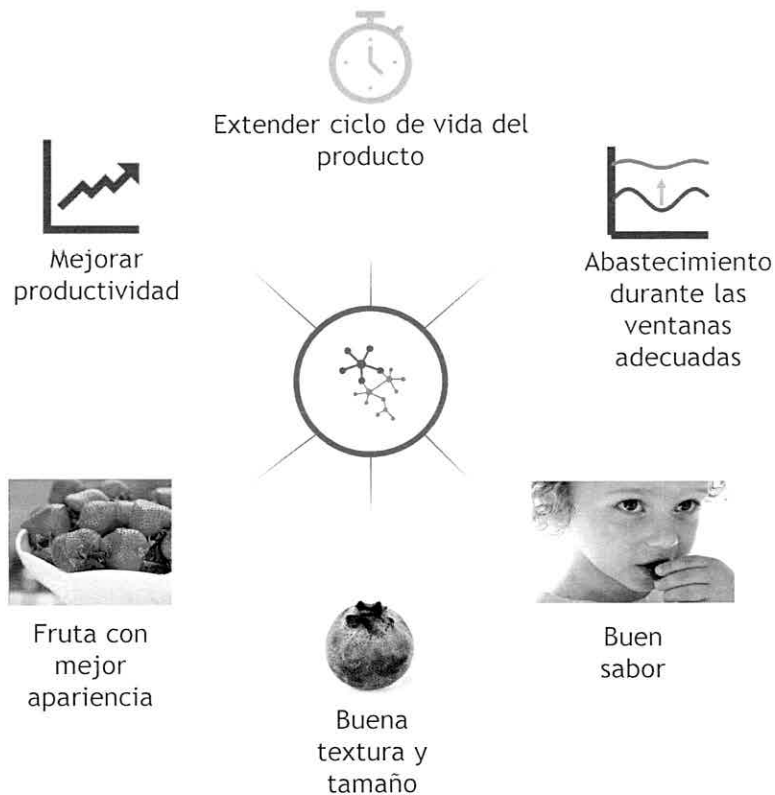 Extender ciclo de vida del
producto
Mejorar
productividad
Abastecimiento
durante las
ventanas
adecuadas
Fruta con
mejor
apariencia
Buena
textura y
tamaño
Buen
sabor